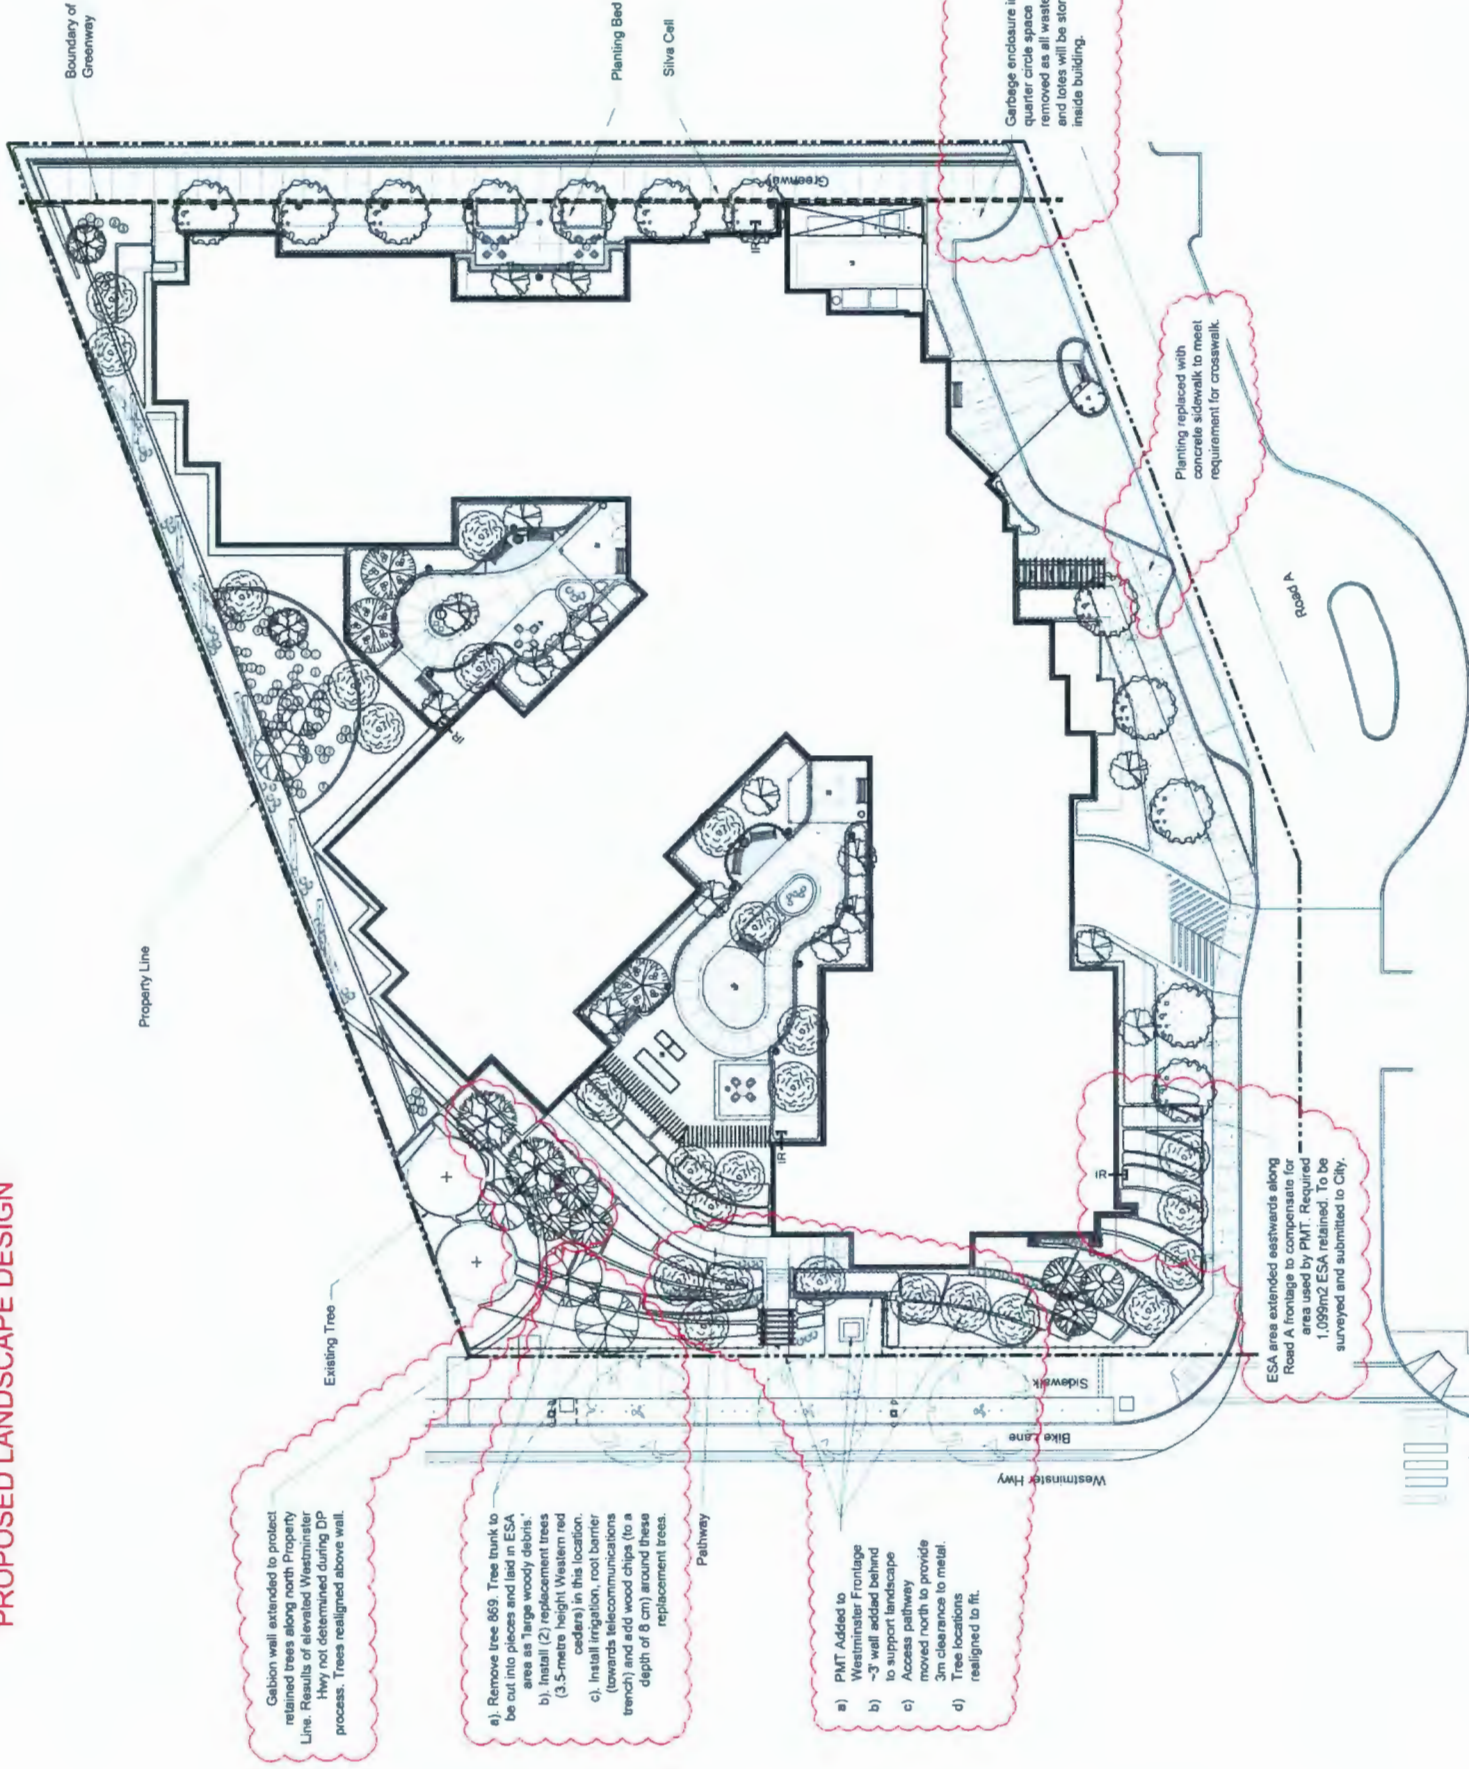 PROPOSED LANDSCAPE DESIGN
Gabion wall extended to protect
retained trees along north Property
Line. Results of elevated Westminster
Hwy not determined during DP
process. Trees realigned above wall.
Existing Tree
Property Line
Boundary of
Greenway
a). Remove tree 869. Tree trunk to
be cut into pieces and laid in ESA
area as 'large woody debris.'
b). Install (2) replacement trees
(3.5-metre height Western red
cedars) in this location.
c). Install irrigation, root barrier
(towards telecommunications
trench) and add wood chips (to a
depth of 8 cm) around these
replacement trees.
Pathway
Planting Bed
Silva Cell
a) PMT Added to
Westminster Frontage
b) ~3' wall added behind
to support landscape
c) Access pathway
moved north to provide
3m clearance to metal.
d) Tree locations
realigned to fit.
Garbage enclosure
quarter circle space
removed as all waste
and totes will be
inside building.
Planting replaced with
concrete sidewalk to meet
requirement for crosswalk.
ESA area extended eastwards along
Road A frontage to compensate for
area used by PMT. Required
1,099m2 ESA retained. To be
surveyed and submitted to City.
Road A
Greenway
Sidewalk
Bike Lane
Westminster Hwy
IR
IR
IR
IR